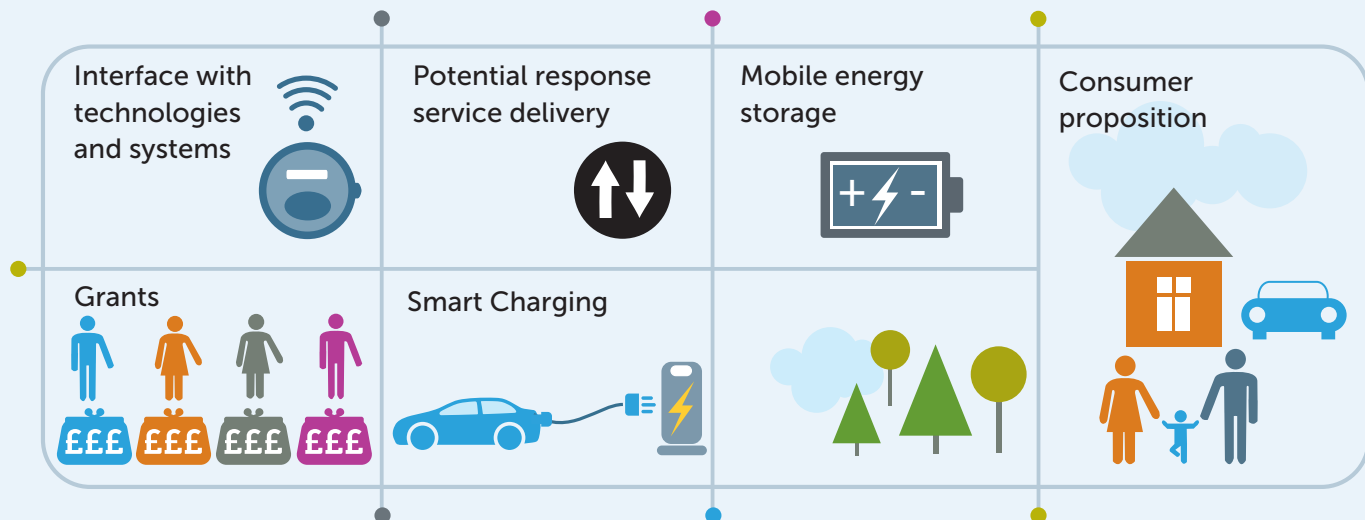 Interface with
technologies
and systems
Potential response
service delivery
Mobile energy
storage
Consumer
proposition
+ -
Grants
Smart Charging
£££ £££ £££ £££